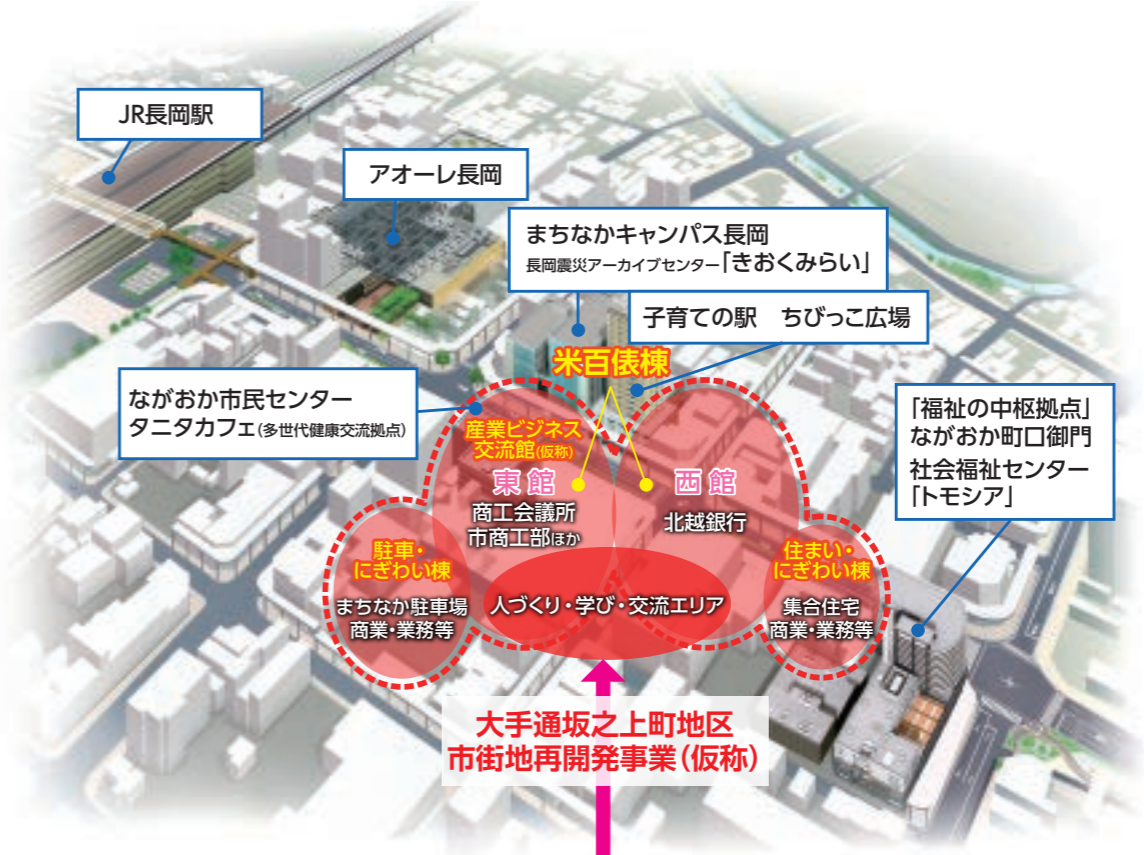 JR長岡駅
アオーレ長岡
まちなかキャンパス長岡
長岡震災アーカイブセンター「きおくみらい」
子育ての駅　ちびっこ広場
米百俵棟
ながおか市民センター
タニタカフェ(多世代健康交流拠点)
「福祉の中枢拠点」
ながおか町口御門
社会福祉センター
「トモシア」
産業ビジネス
交流館(仮称)
東館
商工会議所
市商工部ほか
西館
北越銀行
駐車・
にぎわい棟
まちなか駐車場
商業・業務等
人づくり・学び・交流エリア
住まい・
にぎわい棟
集合住宅
商業・業務等
大手通坂之上町地区
市街地再開発事業(仮称)